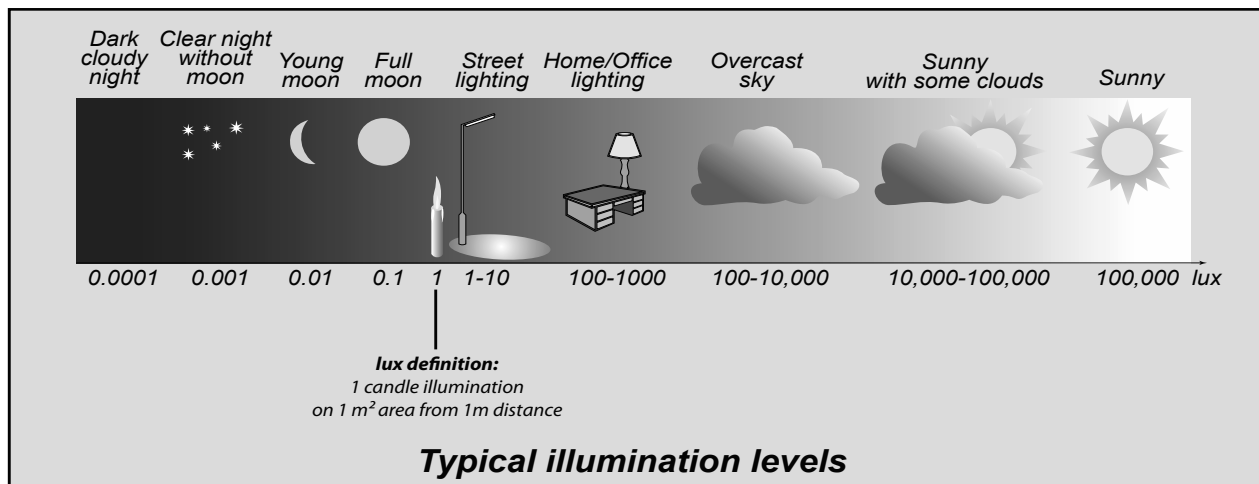 Dark
cloudy
night
Clear night
without
moon
Young
moon
Full
moon
Street
lighting
Home/Office
lighting
Overcast
sky
Sunny
with some clouds
Sunny
0.0001 0.001 0.01 0.1 1 1-10 100-1000 100-10,000 10,000-100,000 100,000 lux
lux definition:
1 candle illumination
on 1 m² area from 1m distance
Typical illumination levels